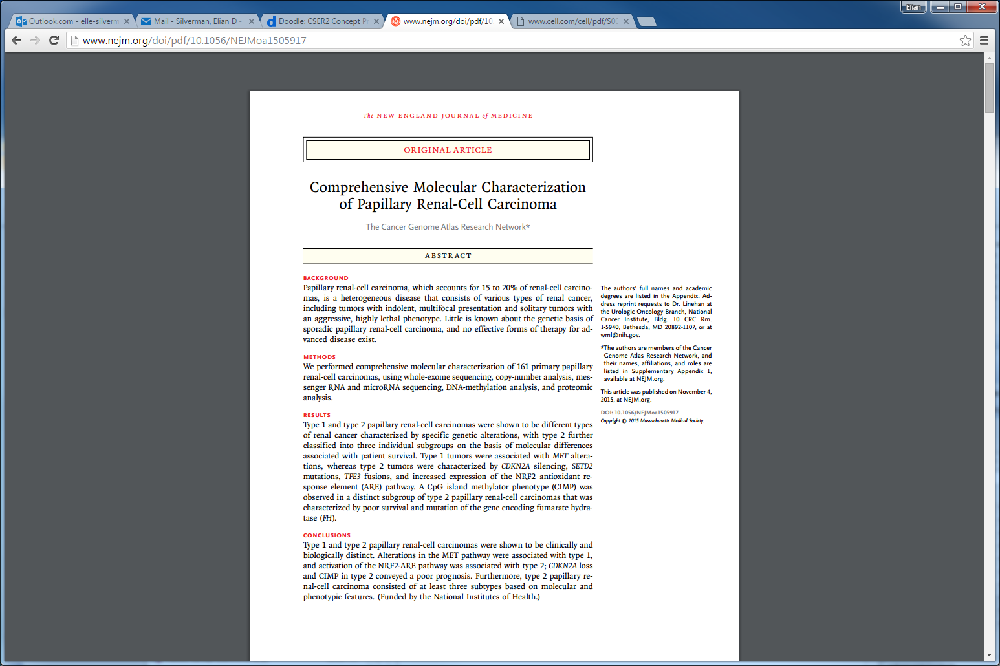 Elian
Outlook.com - elle-silverm
Mail - Silverman, Elian D -
Doodle: CSER2 Concept Pr
www.nejm.org/doi/pdf/10
www.cell.com/cell/pdf/S00
www.nejm.org/doi/pdf/10.1056/NEJMoa1505917
The NEW ENGLAND JOURNAL of MEDICINE
ORIGINAL ARTICLE
Comprehensive Molecular Characterization
of Papillary Renal-Cell Carcinoma
The Cancer Genome Atlas Research Network*
ABSTRACT
BACKGROUND
Papillary renal-cell carcinoma, which accounts for 15 to 20% of renal-cell carcino-
mas, is a heterogeneous disease that consists of various types of renal cancer,
including tumors with indolent, multifocal presentation and solitary tumors with
an aggressive, highly lethal phenotype. Little is known about the genetic basis of
sporadic papillary renal-cell carcinoma, and no effective forms of therapy for ad-
vanced disease exist.
METHODS
We performed comprehensive molecular characterization of 161 primary papillary
renal-cell carcinomas, using whole-exome sequencing, copy-number analysis, mes-
senger RNA and microRNA sequencing, DNA-methylation analysis, and proteomic
analysis.
RESULTS
Type 1 and type 2 papillary renal-cell carcinomas were shown to be different types
of renal cancer characterized by specific genetic alterations, with type 2 further
classified into three individual subgroups on the basis of molecular differences
associated with patient survival. Type 1 tumors were associated with MET altera-
tions, whereas type 2 tumors were characterized by CDKN2A silencing, SETD2
mutations, TFE3 fusions, and increased expression of the NRF2–antioxidant re-
sponse element (ARE) pathway. A CpG island methylator phenotype (CIMP) was
observed in a distinct subgroup of type 2 papillary renal-cell carcinomas that was
characterized by poor survival and mutation of the gene encoding fumarate hydra-
tase (FH).
CONCLUSIONS
Type 1 and type 2 papillary renal-cell carcinomas were shown to be clinically and
biologically distinct. Alterations in the MET pathway were associated with type 1,
and activation of the NRF2-ARE pathway was associated with type 2; CDKN2A loss
and CIMP in type 2 conveyed a poor prognosis. Furthermore, type 2 papillary re-
nal-cell carcinoma consisted of at least three subtypes based on molecular and
phenotypic features. (Funded by the National Institutes of Health.)
The authors' full names and academic
degrees are listed in the Appendix. Ad-
dress reprint requests to Dr. Linehan at
the Urologic Oncology Branch, National
Cancer Institute, Bldg. 10 CRC Rm.
1-5940, Bethesda, MD 20892-1107, or at
wml@nih.gov.
*The authors are members of the Cancer
Genome Atlas Research Network, and
their names, affiliations, and roles are
listed in Supplementary Appendix 1,
available at NEJM.org.
This article was published on November 4,
2015, at NEJM.org.
DOI: 10.1056/NEJMoa1505917
Copyright © 2015 Massachusetts Medical Society.